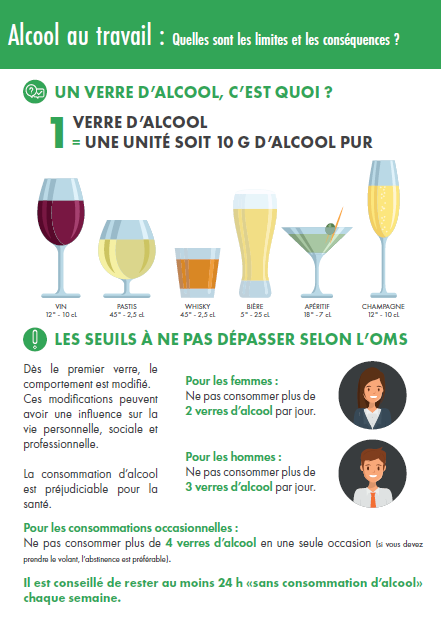 Alcool au travail : Quelles sont les limites et les conséquences ?
UN VERRE D'ALCOOL, C'EST QUOI ?
1 VERRE D'ALCOOL
= UNE UNITÉ SOIT 10 G D'ALCOOL PUR
VIN
12° - 10 cl.
PASTIS
45° - 2,5 cl.
WHISKY
45° - 2,5 cl.
BIÈRE
5° - 25 cl.
APÉRITIF
18° - 7 cl.
CHAMPAGNE
12° - 10 cl.
LES SEUILS À NE PAS DÉPASSER SELON L'OMS
Dès le premier verre, le
comportement est modifié.
Ces modifications peuvent
avoir une influence sur la
vie personnelle, sociale et
professionnelle.
La consommation d'alcool
est préjudiciable pour la
santé.
Pour les femmes :
Ne pas consommer plus de
2 verres d'alcool par jour.
Pour les hommes :
Ne pas consommer plus de
3 verres d'alcool par jour.
Pour les consommations occasionnelles :
Ne pas consommer plus de 4 verres d'alcool en une seule occasion (si vous devez
prendre le volant, l'abstinence est préférable).
Il est conseillé de rester au moins 24 h «sans consommation d'alcool»
chaque semaine.